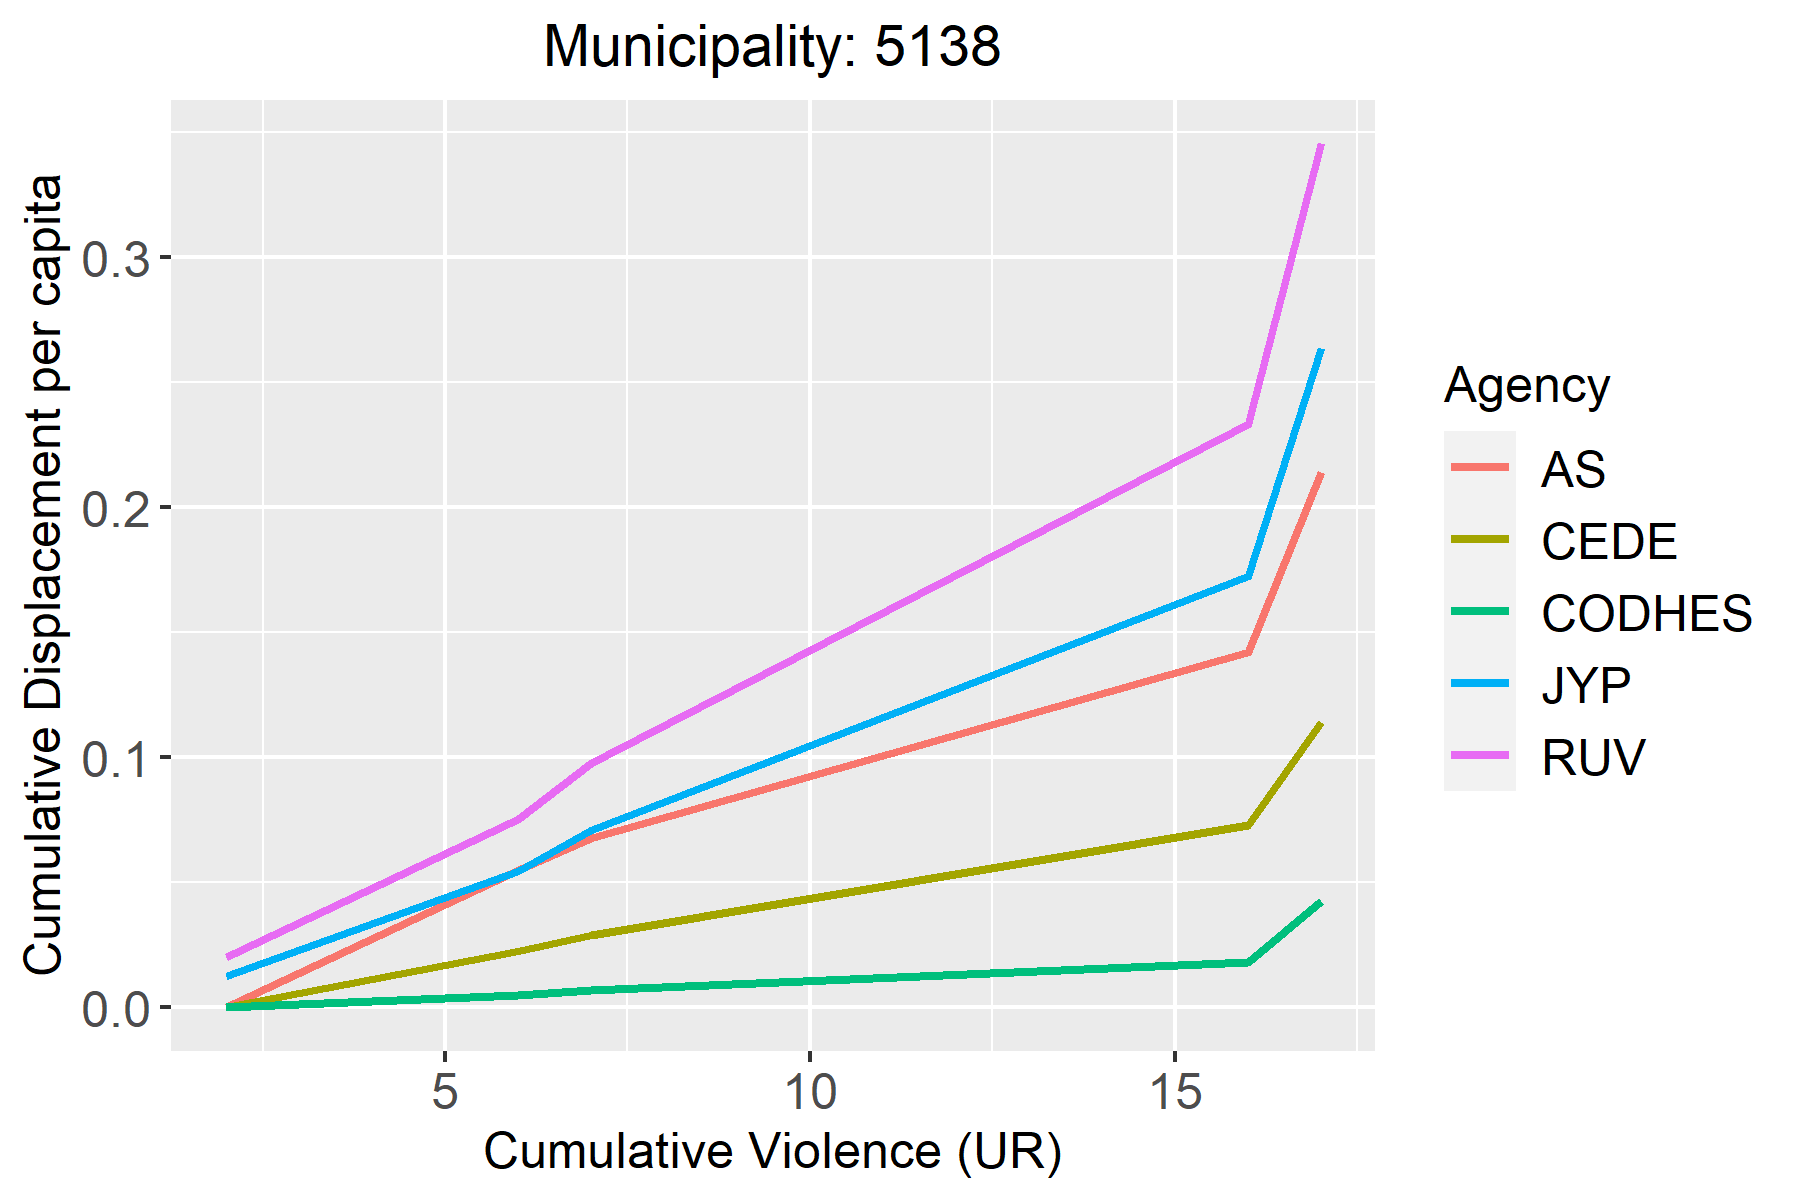 Municipality: 5138
Cumulative Displacement per capita
0.3
0.2
0.1
0.0
5
10
15
Cumulative Violence (UR)
Agency
AS
CEDE
CODHES
JYP
RUV